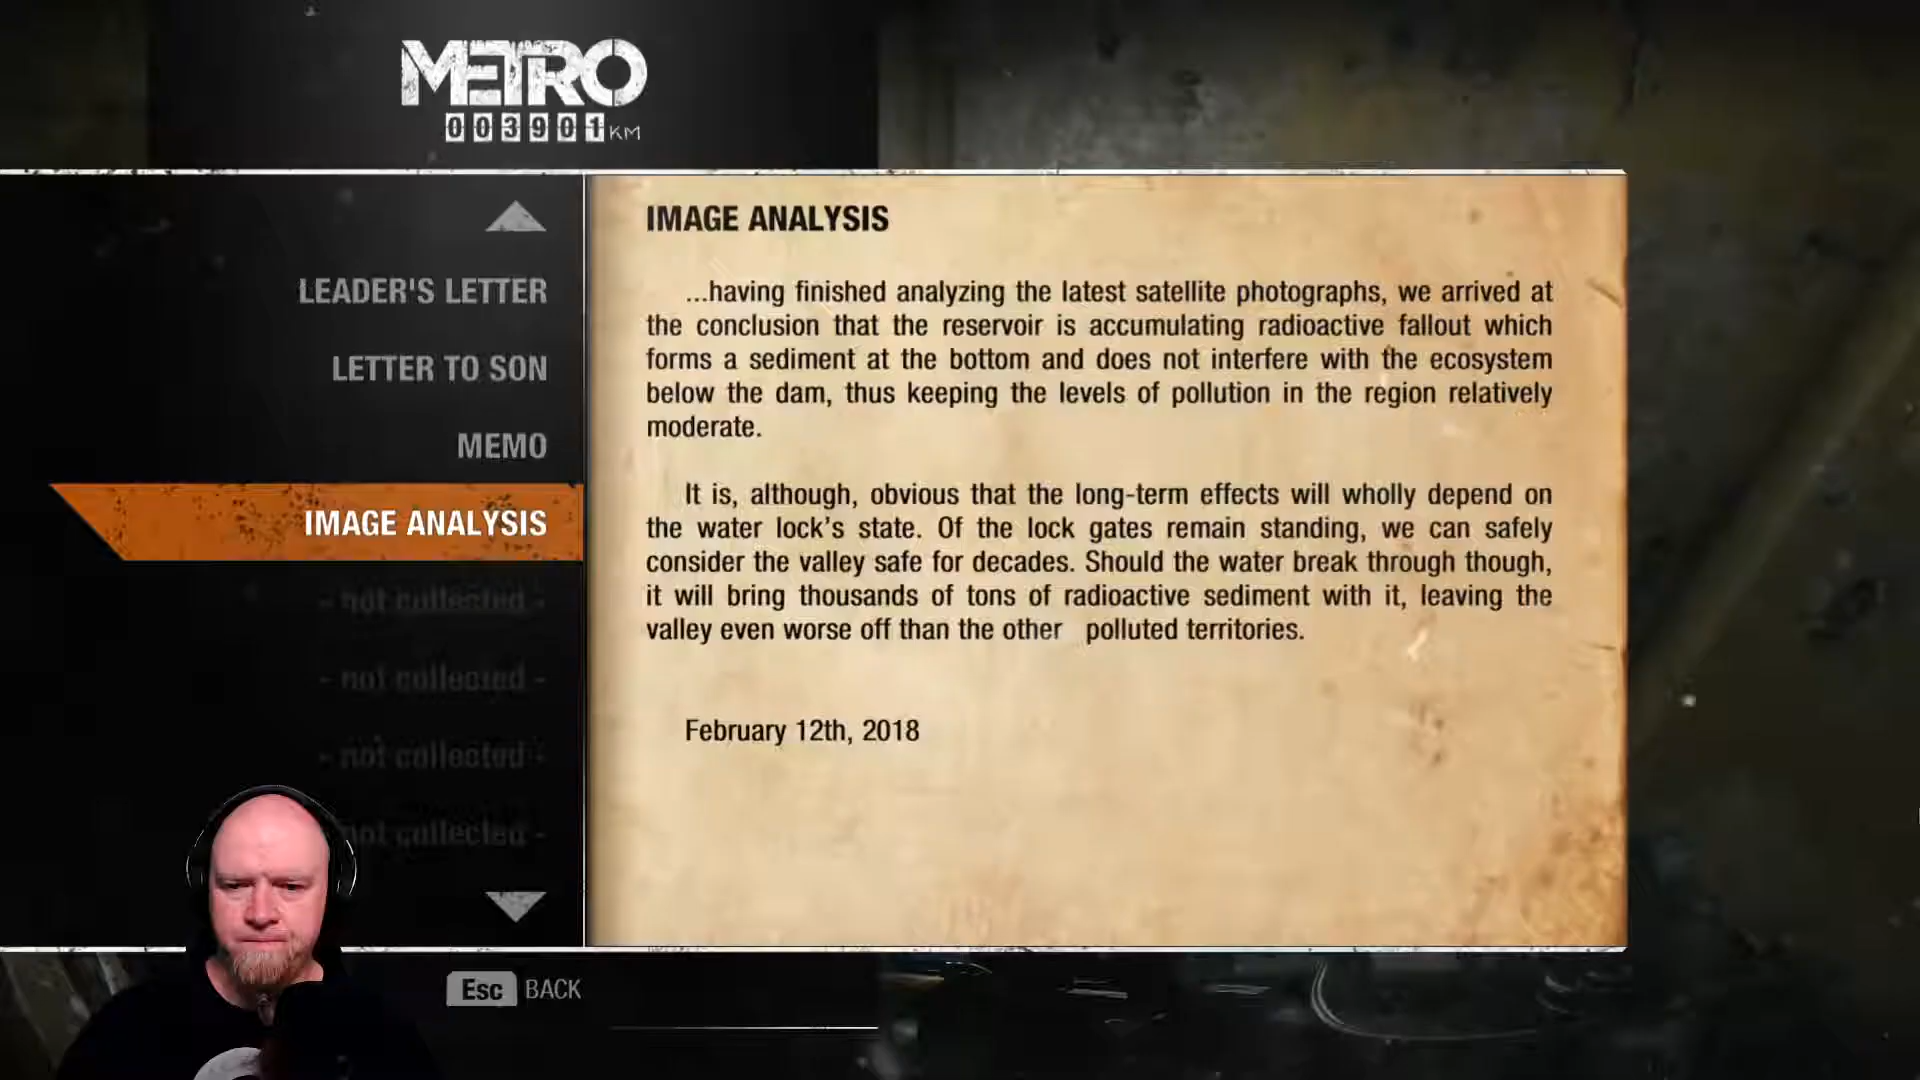 METRO
003901KM
LEADER'S LETTER
LETTER TO SON
MEMO
IMAGE ANALYSIS
- not collected -
- not collected -
- not collected -
not collected -
Esc BACK
IMAGE ANALYSIS
...having finished analyzing the latest satellite photographs, we arrived at
the conclusion that the reservoir is accumulating radioactive fallout which
forms a sediment at the bottom and does not interfere with the ecosystem
below the dam, thus keeping the levels of pollution in the region relatively
moderate.
It is, although, obvious that the long-term effects will wholly depend on
the water lock’s state. Of the lock gates remain standing, we can safely
consider the valley safe for decades. Should the water break through though,
it will bring thousands of tons of radioactive sediment with it, leaving the
valley even worse off than the other polluted territories.
February 12th, 2018